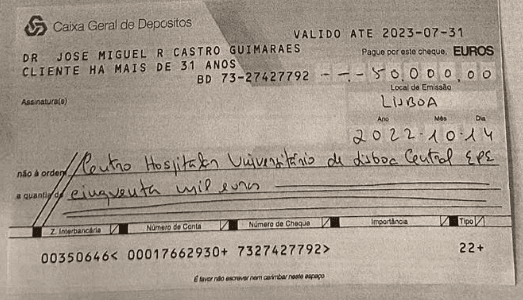 Caixa Geral de Depositos
VALIDO ATE 2023-07-31
DR JOSE MIGUEL R CASTRO GUIMARAES
Pague por este cheque, EUROS
CLIENTE HA MAIS DE 31 ANOS
BD 73-27427792
---50.000,00
Assinatura(s)
Local de Emissão
LISBOA
Ano Mês Dia
2022.10.14
não à ordem Centro Hospitalar Universitário de Lisboa Central EPE
a quantia de cinquenta mil euros
Z. Interbancária Número de Conta Número de Cheque Importância Tipo
00350646< 00017662930+ 7327427792> 22+
É favor não escrever nem carimbar neste espaço